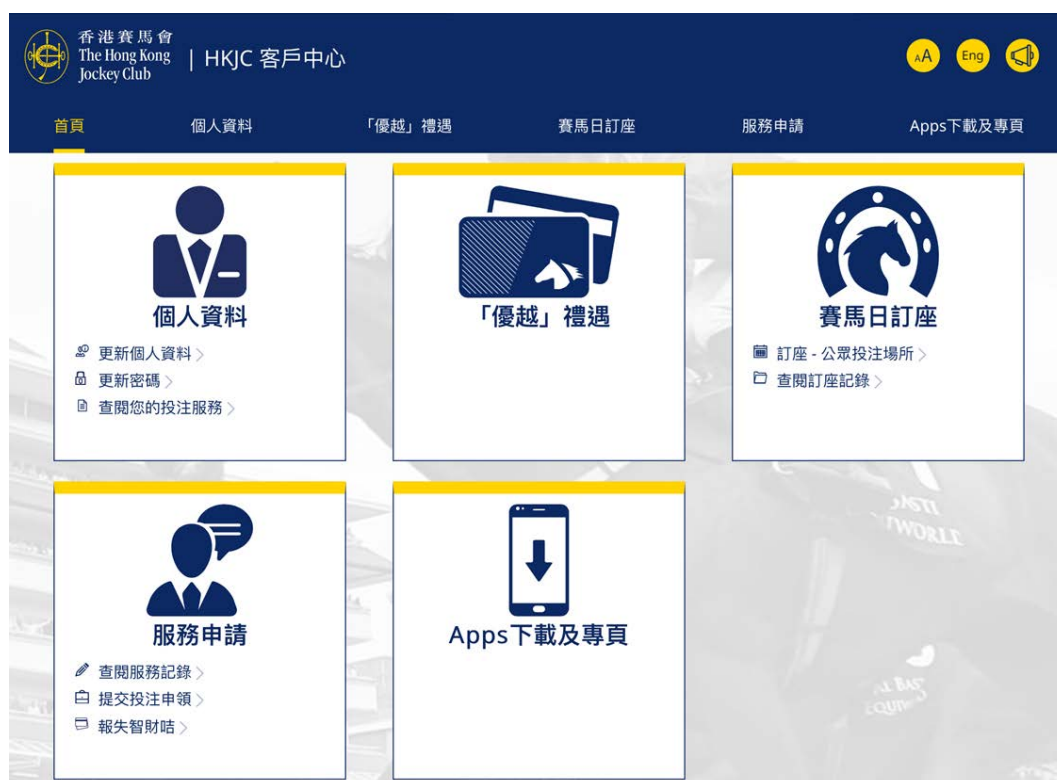 香港賽馬會
The Hong Kong
Jockey Club
| HKJC 客戶中心
AA
Eng
首頁
個人資料
「優越」禮遇
賽馬日訂座
服務申請
Apps下載及專頁
個人資料
更新個人資料 >
更新密碼 >
查閱您的投注服務 >
「優越」禮遇
賽馬日訂座
訂座 - 公眾投注場所 >
查閱訂座記錄 >
服務申請
查閱服務記錄 >
提交投注申領 >
報失智財咭 >
Apps下載及專頁